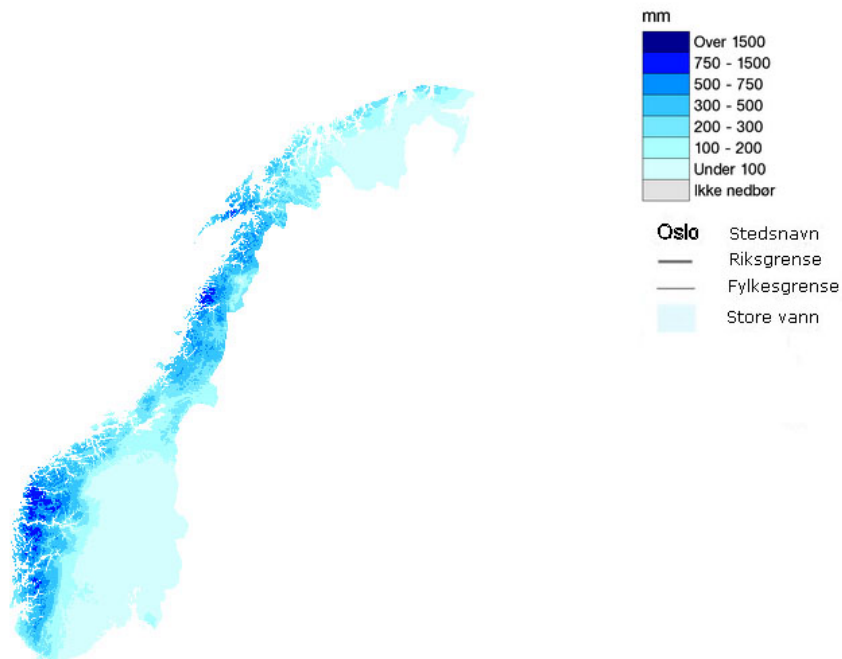 mm
Over 1500
750 - 1500
500 - 750
300 - 500
200 - 300
100 - 200
Under 100
Ikke nedbør
Oslo Stedsnavn
Riksgrense
Fylkesgrense
Store vann